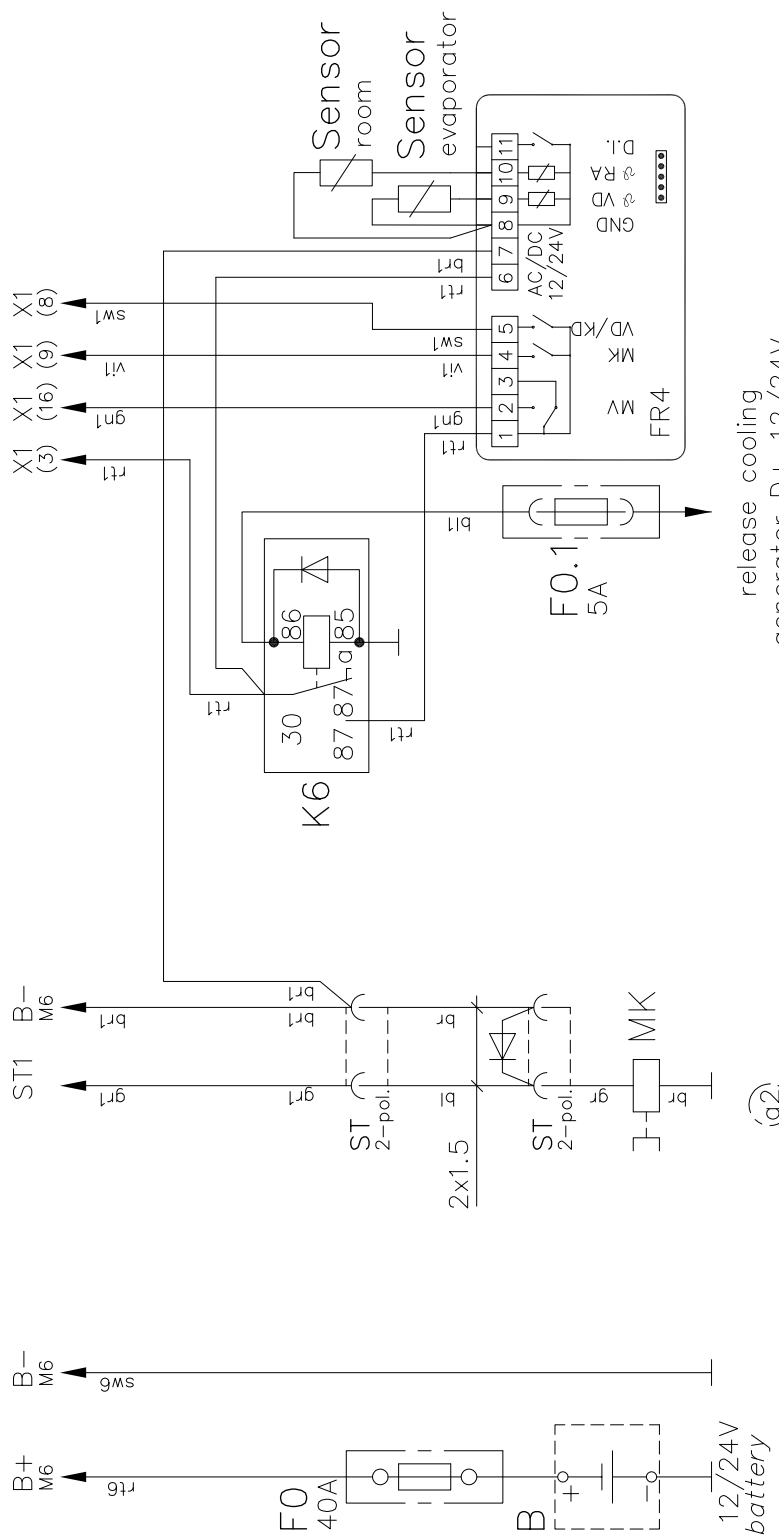 B+
M6
B-
M6
ST1
B-
M6
X1
(3)
X1
(16)
X1
(9)
X1
(8)
rt6
sw6
gr1
br1
rt1
gn1
vi1
sw1
gr1
br1
br1
rt1
30
86
87
87
a
85
K6
rt1
bl1
F0
40A
B
+
-
12/24V
battery
ST
2-pol.
bl
br
2x1.5
ST
2-pol.
gr
br
MK
F0.1
5A
rt1
gn1
vi1
sw1
rt1
br1
1
2
3
4
5
6
7
8
9
10
11
AC/DC
12/24V
MV
MK
VD/KD
GND
ϑ VD
ϑ RA
D.I.
FR4
Sensor
room
Sensor
evaporator
release cooling